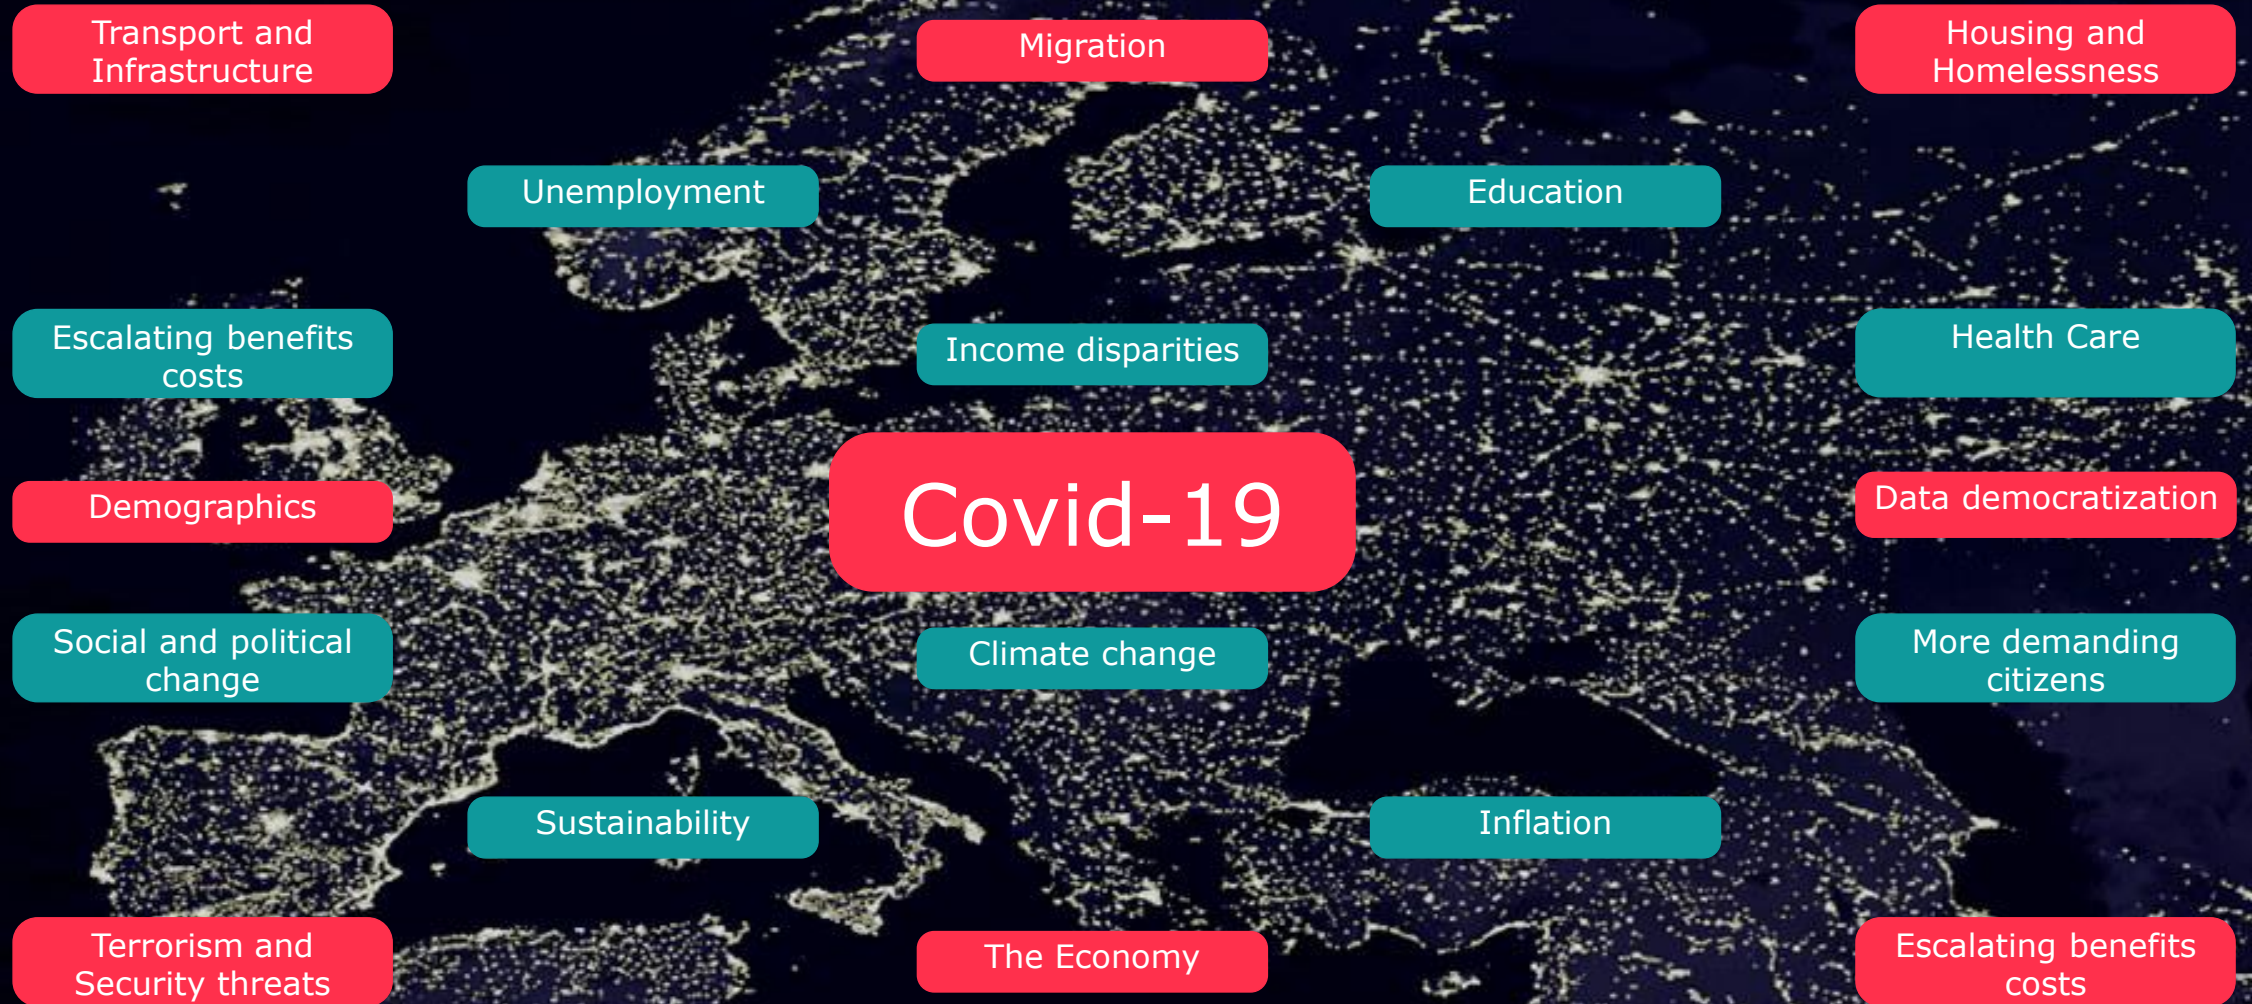 Transport and
Infrastructure
Migration
Housing and
Homelessness
Unemployment
Education
Escalating benefits
costs
Income disparities
Health Care
Covid-19
Demographics
Data democratization
Social and political
change
Climate change
More demanding
citizens
Sustainability
Inflation
Terrorism and
Security threats
The Economy
Escalating benefits
costs